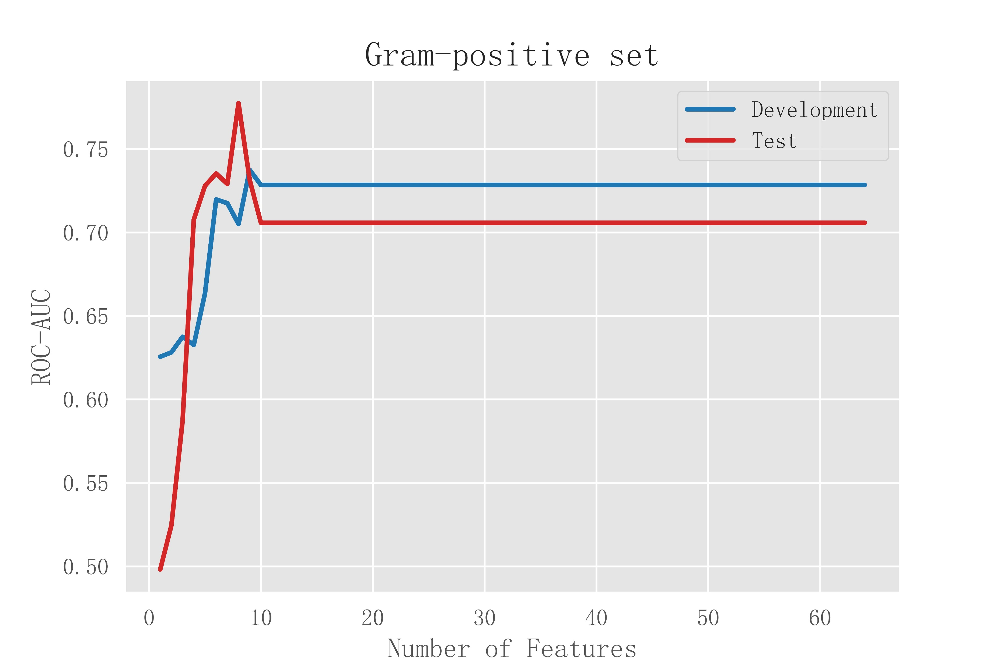 Gram-positive set
Development
Test
0.75
0.70
0.65
0.60
0.55
0.50
ROC-AUC
0 10 20 30 40 50 60
Number of Features